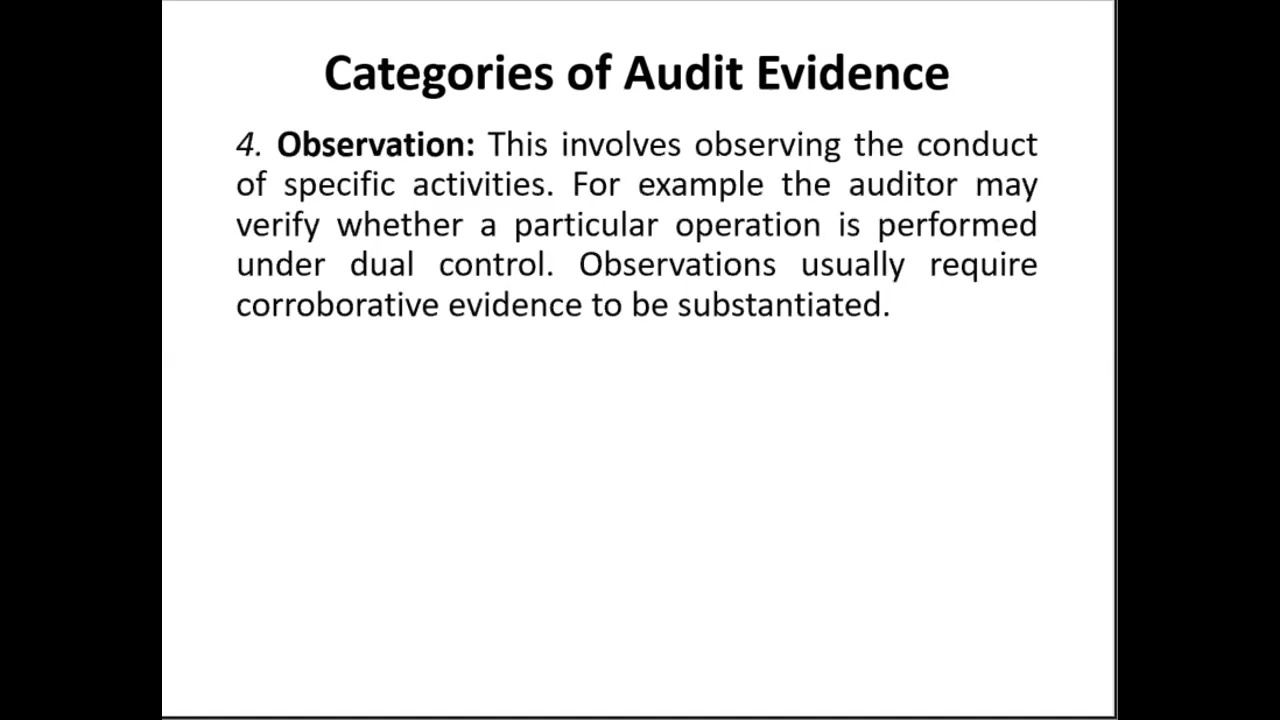 Categories of Audit Evidence
4. Observation: This involves observing the conduct
of specific activities. For example the auditor may
verify whether a particular operation is performed
under dual control. Observations usually require
corroborative evidence to be substantiated.